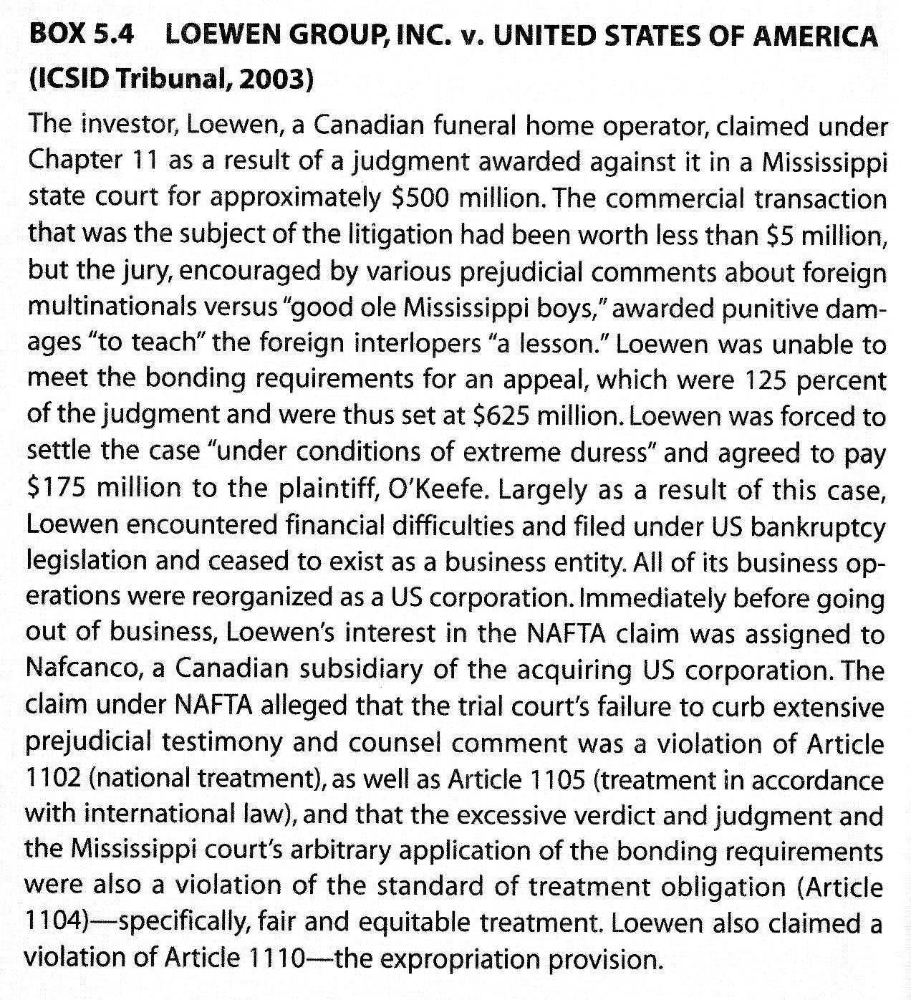 BOX 5.4 LOEWEN GROUP, INC. v. UNITED STATES OF AMERICA
(ICSID Tribunal, 2003)
The investor, Loewen, a Canadian funeral home operator, claimed under
Chapter 11 as a result of a judgment awarded against it in a Mississippi
state court for approximately $500 million. The commercial transaction
that was the subject of the litigation had been worth less than $5 million,
but the jury, encouraged by various prejudicial comments about foreign
multinationals versus “good ole Mississippi boys,” awarded punitive dam-
ages “to teach” the foreign interlopers “a lesson.” Loewen was unable to
meet the bonding requirements for an appeal, which were 125 percent
of the judgment and were thus set at $625 million. Loewen was forced to
settle the case “under conditions of extreme duress” and agreed to pay
$175 million to the plaintiff, O’Keefe. Largely as a result of this case,
Loewen encountered financial difficulties and filed under US bankruptcy
legislation and ceased to exist as a business entity. All of its business op-
erations were reorganized as a US corporation. Immediately before going
out of business, Loewen’s interest in the NAFTA claim was assigned to
Nafcanco, a Canadian subsidiary of the acquiring US corporation. The
claim under NAFTA alleged that the trial court’s failure to curb extensive
prejudicial testimony and counsel comment was a violation of Article
1102 (national treatment), as well as Article 1105 (treatment in accordance
with international law), and that the excessive verdict and judgment and
the Mississippi court’s arbitrary application of the bonding requirements
were also a violation of the standard of treatment obligation (Article
1104)—specifically, fair and equitable treatment. Loewen also claimed a
violation of Article 1110—the expropriation provision.